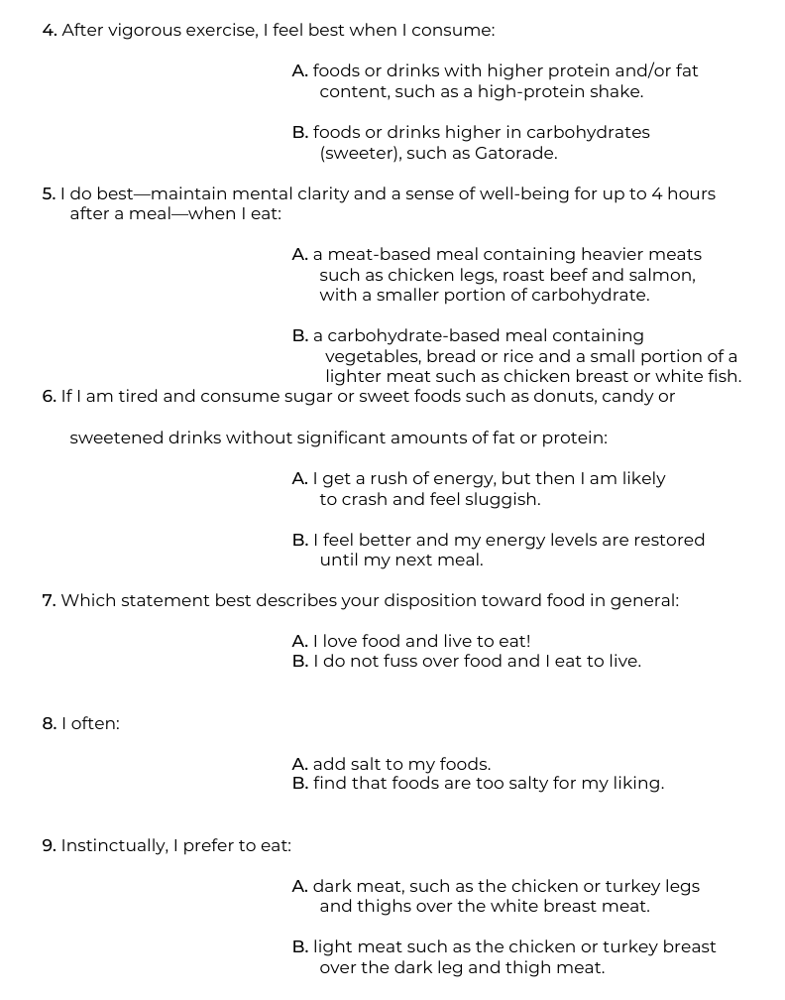 4. After vigorous exercise, I feel best when I consume:
A. foods or drinks with higher protein and/or fat
content, such as a high-protein shake.
B. foods or drinks higher in carbohydrates
(sweeter), such as Gatorade.
5. I do best—maintain mental clarity and a sense of well-being for up to 4 hours
after a meal—when I eat:
A. a meat-based meal containing heavier meats
such as chicken legs, roast beef and salmon,
with a smaller portion of carbohydrate.
B. a carbohydrate-based meal containing
vegetables, bread or rice and a small portion of a
lighter meat such as chicken breast or white fish.
6. If I am tired and consume sugar or sweet foods such as donuts, candy or
sweetened drinks without significant amounts of fat or protein:
A. I get a rush of energy, but then I am likely
to crash and feel sluggish.
B. I feel better and my energy levels are restored
until my next meal.
7. Which statement best describes your disposition toward food in general:
A. I love food and live to eat!
B. I do not fuss over food and I eat to live.
8. I often:
A. add salt to my foods.
B. find that foods are too salty for my liking.
9. Instinctually, I prefer to eat:
A. dark meat, such as the chicken or turkey legs
and thighs over the white breast meat.
B. light meat such as the chicken or turkey breast
over the dark leg and thigh meat.